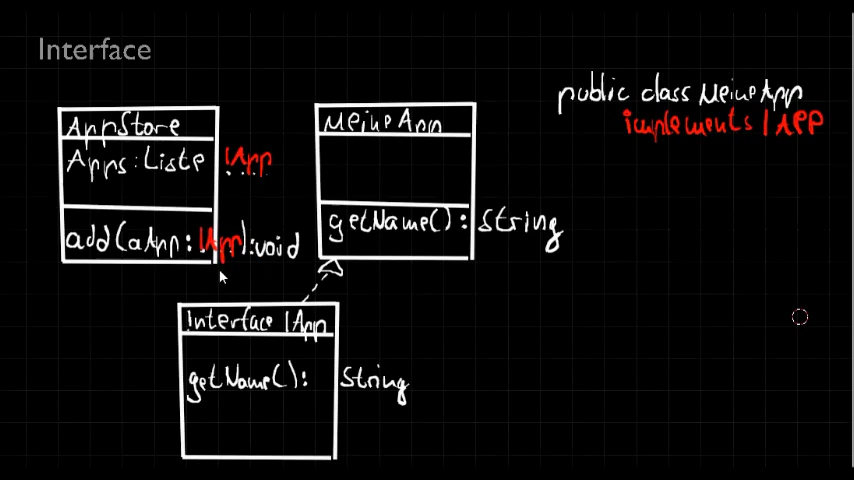 Interface
AppStore
Apps:Liste IApp
...
add(aApp: IApp):void
MeineApp
getName(): String
public class MeineApp
implements IAPP
Interface IApp
getName(): String